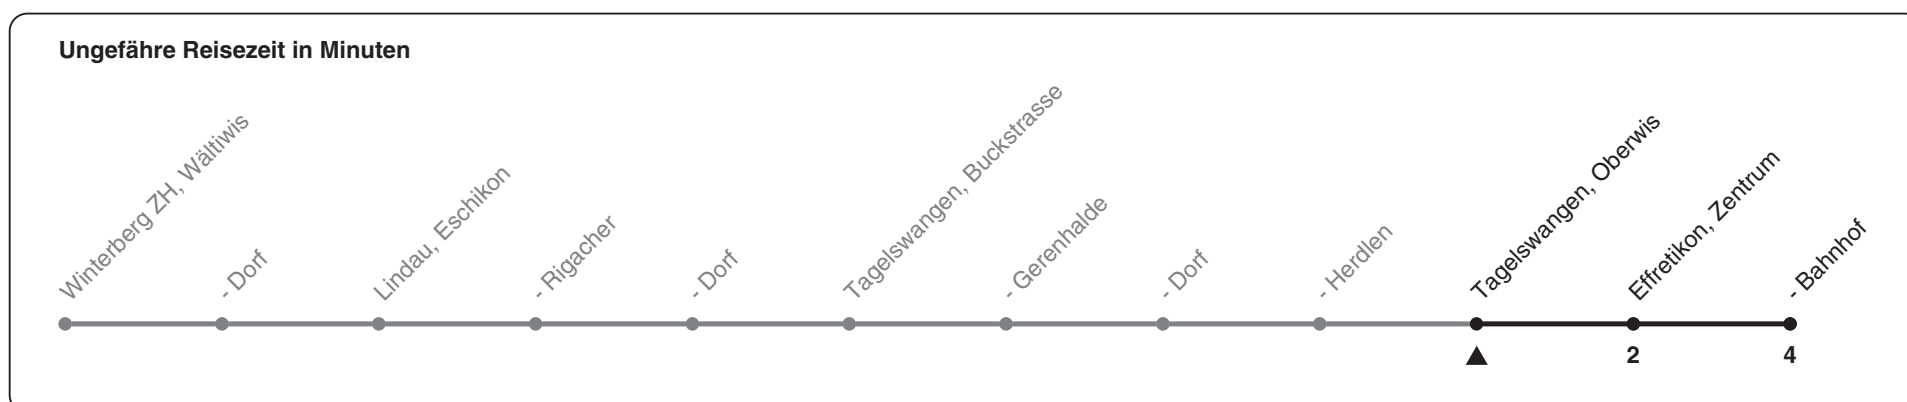 Ungefähre Reisezeit in Minuten
Winterberg ZH, Wältiwis
- Dorf
Lindau, Eschikon
- Rigacher
- Dorf
Tagelswangen, Buckstrasse
- Gerenhalde
- Dorf
- Herdlen
Tagelswangen, Oberwis
Effretikon, Zentrum
- Bahnhof
2
4